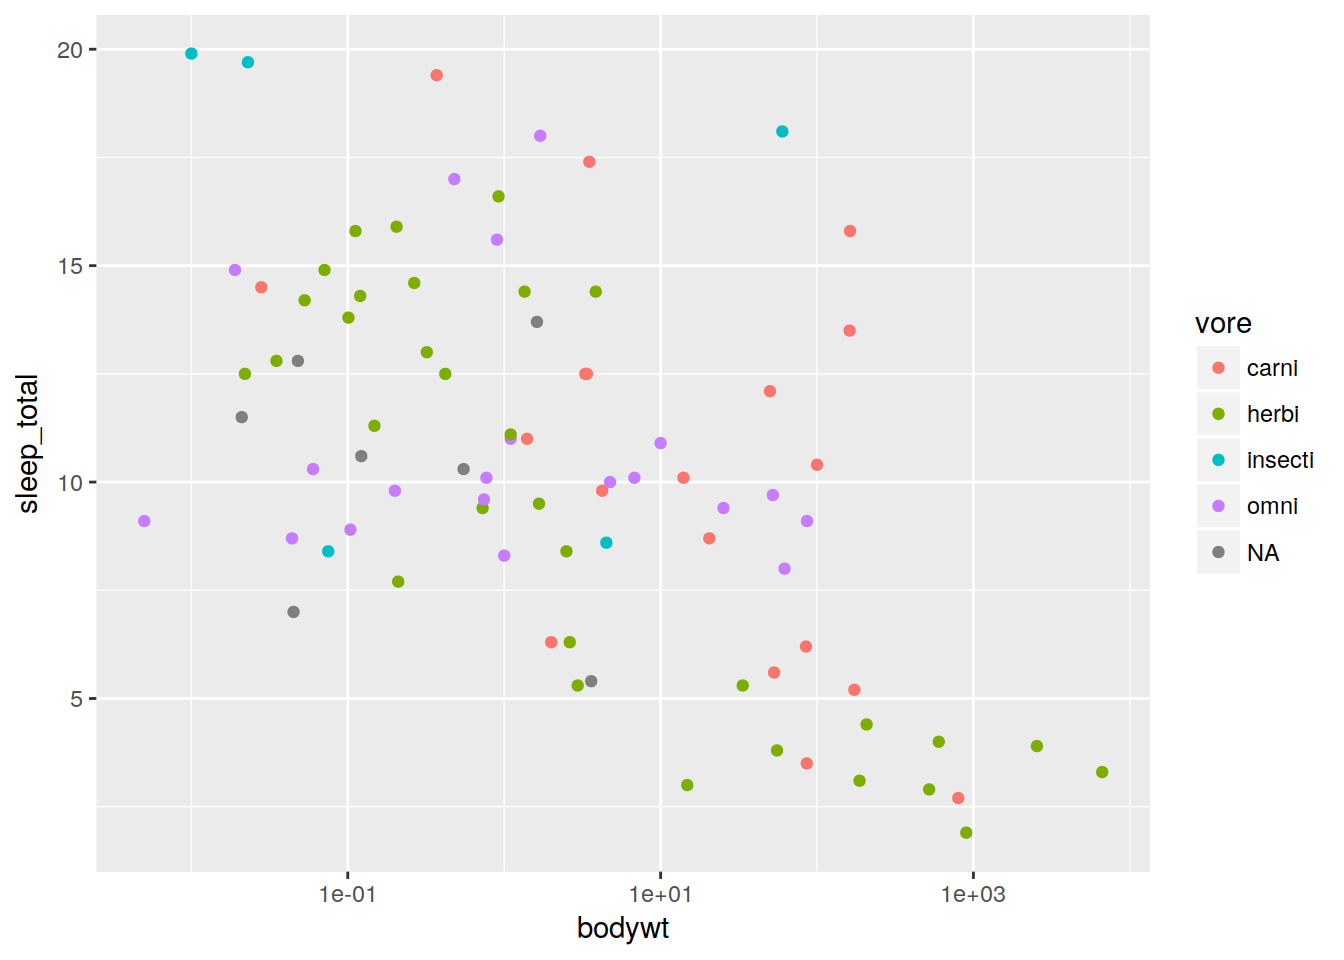 20
15
10
5
sleep_total
1e-01
1e+01
1e+03
bodywt
vore
carni
herbi
insecti
omni
NA